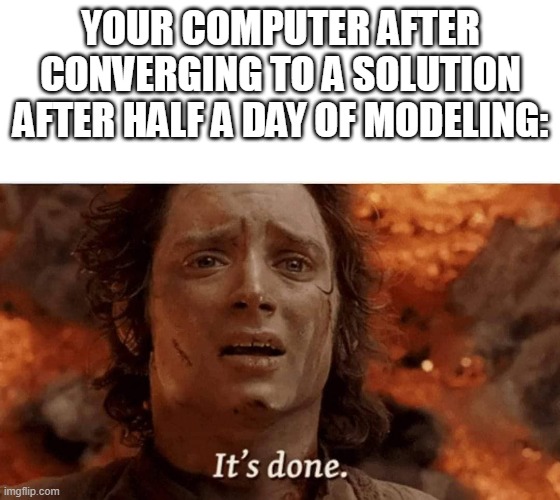 YOUR COMPUTER AFTER
CONVERGING TO A SOLUTION
AFTER HALF A DAY OF MODELING:
It's done.
imgflip.com